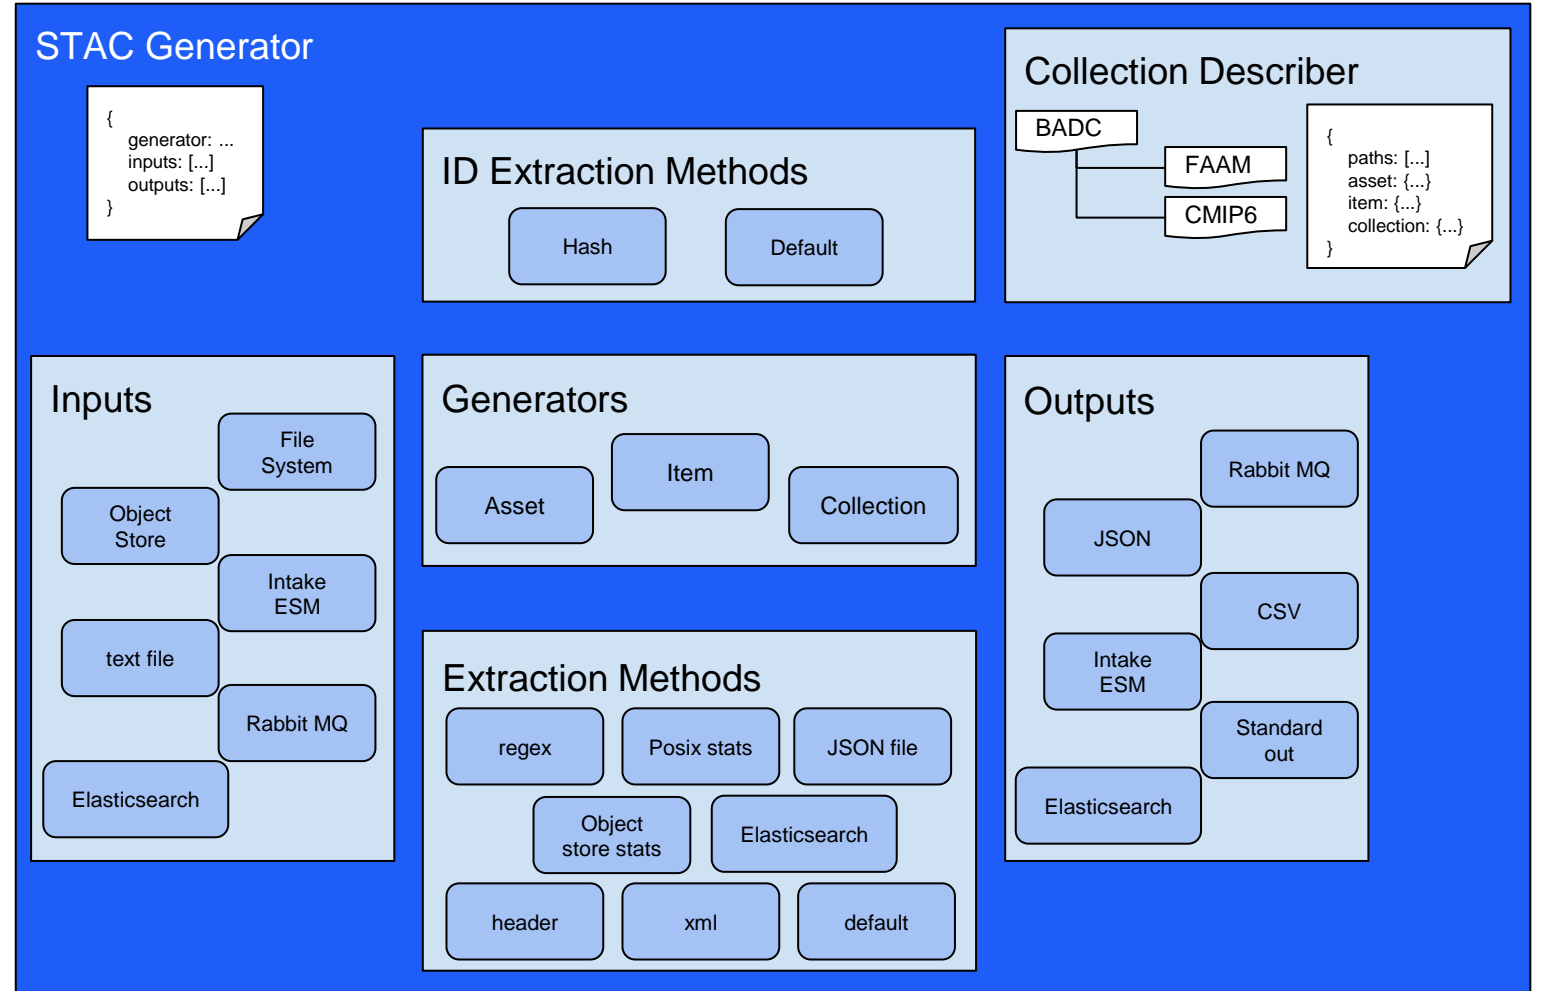 STAC Generator
{
generator: ...
inputs: [...]
outputs: [...]
}
ID Extraction Methods
Hash
Default
Collection Describer
BADC
FAAM
CMIP6
{
paths: [...]
asset: {...}
item: {...}
collection: {...}
}
Inputs
File
System
Object
Store
Intake
ESM
text file
Rabbit MQ
Elasticsearch
Generators
Asset
Item
Collection
Extraction Methods
regex
Posix stats
JSON file
Object
store stats
Elasticsearch
header
xml
default
Outputs
Rabbit MQ
JSON
CSV
Intake
ESM
Standard
out
Elasticsearch